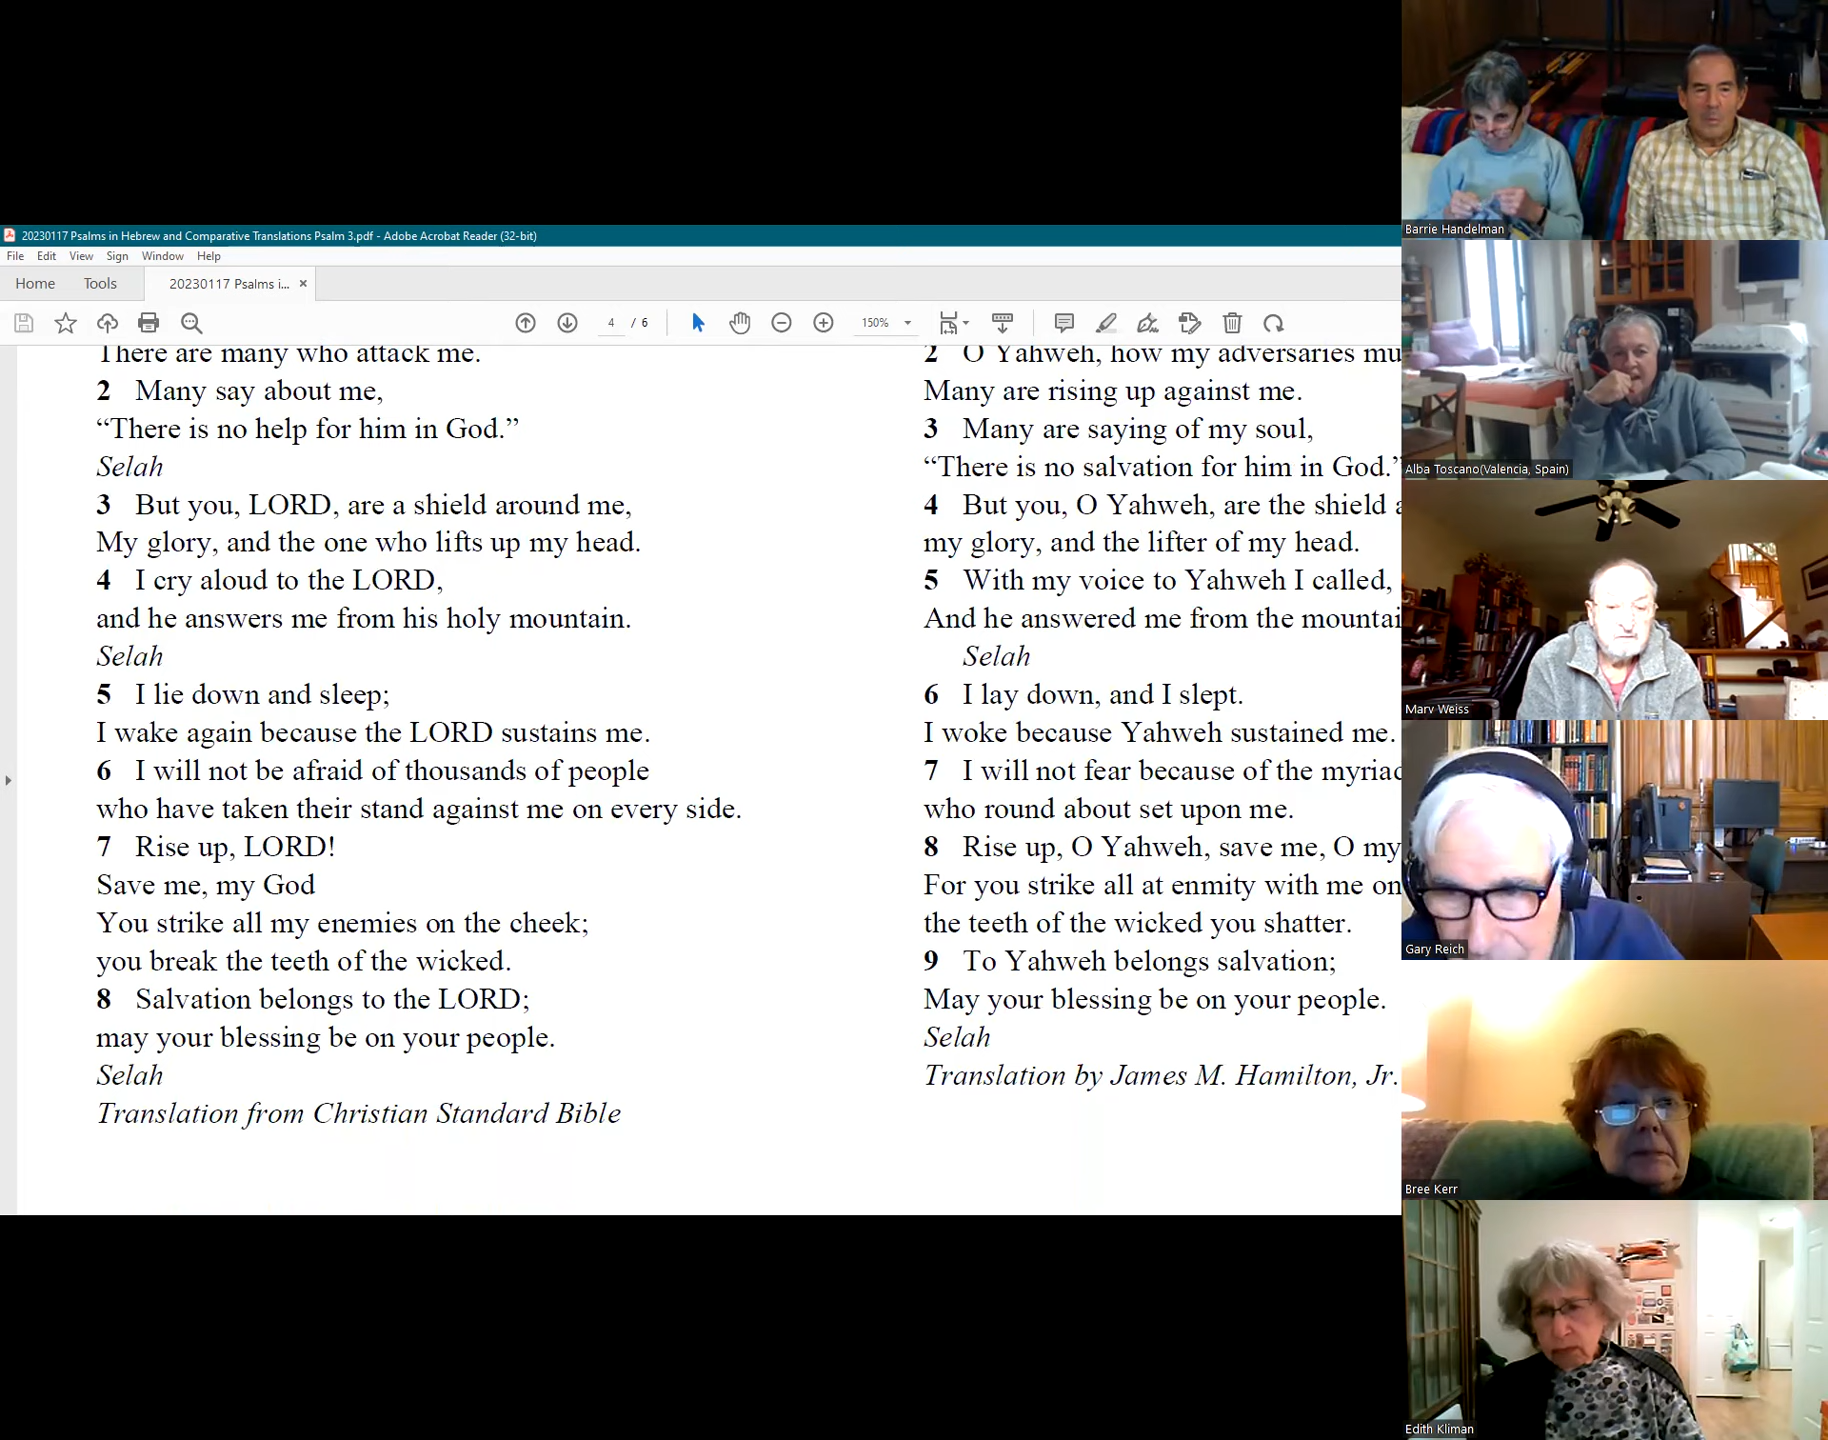 20230117 Psalms in Hebrew and Comparative Translations Psalm 3.pdf - Adobe Acrobat Reader (32-bit)
File Edit View Sign Window Help
Home Tools 20230117 Psalms i... ×
4 / 6 150%
There are many who attack me.
2 Many say about me,
“There is no help for him in God.”
Selah
3 But you, LORD, are a shield around me,
My glory, and the one who lifts up my head.
4 I cry aloud to the LORD,
and he answers me from his holy mountain.
Selah
5 I lie down and sleep;
I wake again because the LORD sustains me.
6 I will not be afraid of thousands of people
who have taken their stand against me on every side.
7 Rise up, LORD!
Save me, my God
You strike all my enemies on the cheek;
you break the teeth of the wicked.
8 Salvation belongs to the LORD;
may your blessing be on your people.
Selah
Translation from Christian Standard Bible
2 O Yahweh, how my adversaries mu
Many are rising up against me.
3 Many are saying of my soul,
“There is no salvation for him in God.”
4 But you, O Yahweh, are the shield a
my glory, and the lifter of my head.
5 With my voice to Yahweh I called,
And he answered me from the mountai
Selah
6 I lay down, and I slept.
I woke because Yahweh sustained me.
7 I will not fear because of the myriad
who round about set upon me.
8 Rise up, O Yahweh, save me, O my
For you strike all at enmity with me on
the teeth of the wicked you shatter.
9 To Yahweh belongs salvation;
May your blessing be on your people.
Selah
Translation by James M. Hamilton, Jr.
Barrie Handelman
Alba Toscano(Valencia, Spain)
Marv Weiss
Gary Reich
Bree Kerr
Edith Kliman